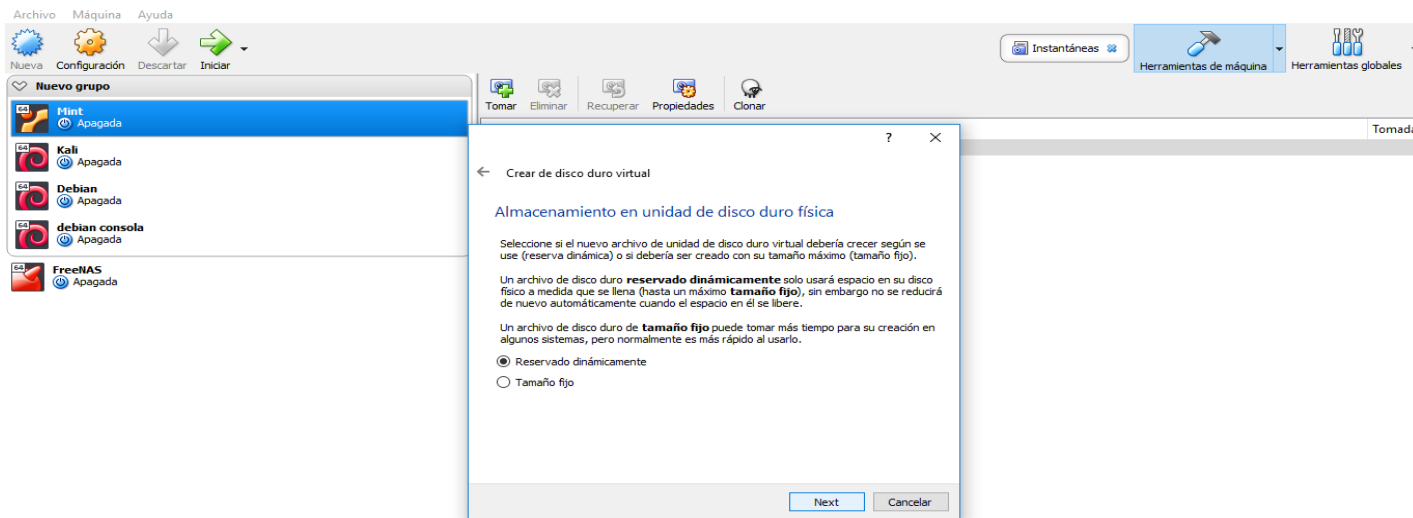 Archivo Máquina Ayuda
Nueva Configuración Descartar Iniciar
Instantáneas
Herramientas de máquina Herramientas globales
Nuevo grupo
64 Mint
Apagada
64 Kali
Apagada
64 Debian
Apagada
64 debian consola
Apagada
64 FreeNAS
Apagada
Tomar Eliminar Recuperar Propiedades Clonar
Tomada
? ×
← Crear de disco duro virtual
Almacenamiento en unidad de disco duro física
Seleccione si el nuevo archivo de unidad de disco duro virtual debería crecer según se
use (reserva dinámica) o si debería ser creado con su tamaño máximo (tamaño fijo).
Un archivo de disco duro reservado dinámicamente solo usará espacio en su disco
físico a medida que se llena (hasta un máximo tamaño fijo), sin embargo no se reducirá
de nuevo automáticamente cuando el espacio en él se libere.
Un archivo de disco duro de tamaño fijo puede tomar más tiempo para su creación en
algunos sistemas, pero normalmente es más rápido al usarlo.
Reservado dinámicamente
Tamaño fijo
Next Cancelar